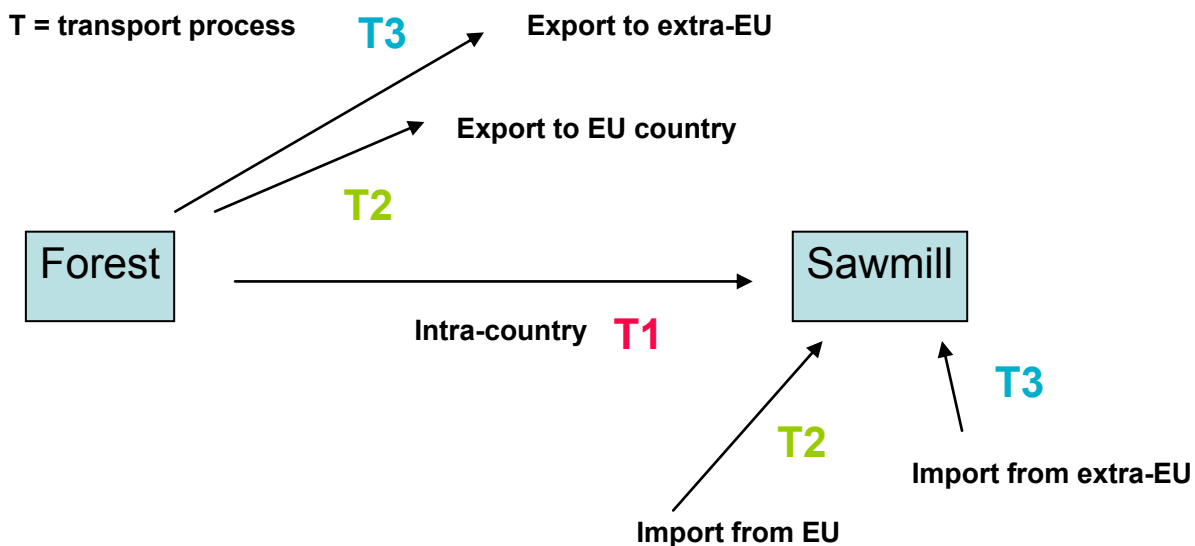 T = transport process
T3
Export to extra-EU
Export to EU country
T2
Forest
Sawmill
Intra-country
T1
T3
T2
Import from extra-EU
Import from EU